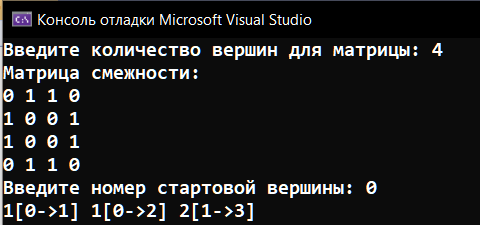 C:\ Консоль отладки Microsoft Visual Studio
Введите количество вершин для матрицы: 4
Матрица смежности:
0 1 1 0
1 0 0 1
1 0 0 1
0 1 1 0
Введите номер стартовой вершины: 0
1[0->1] 1[0->2] 2[1->3]